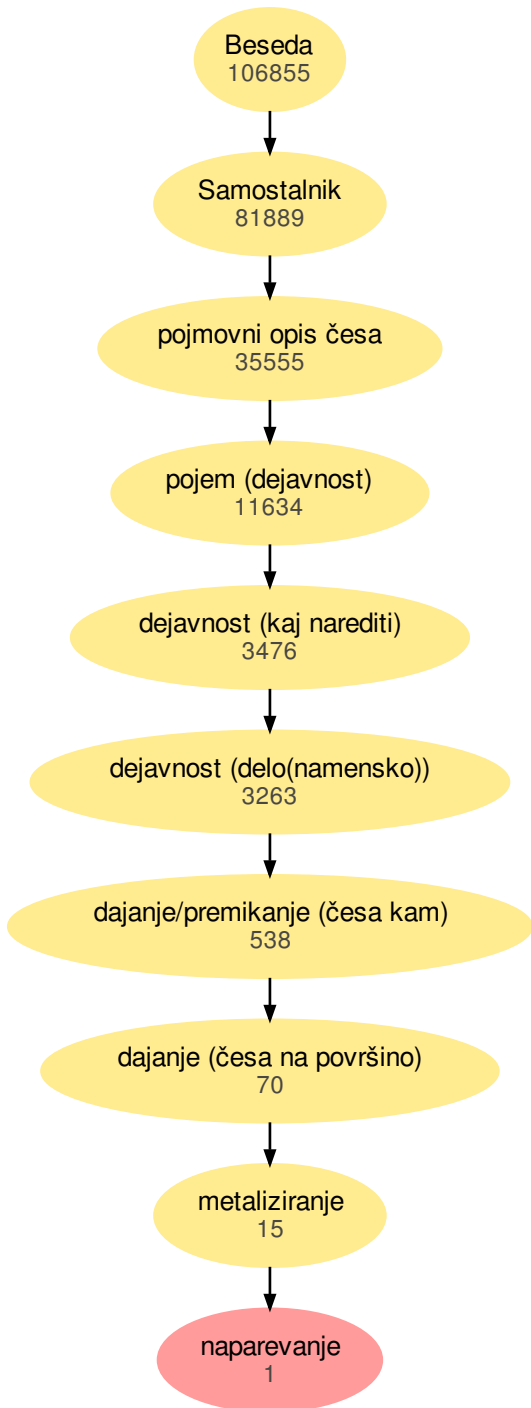 Beseda
106855
Samostalnik
81889
pojmovni opis česa
35555
pojem (dejavnost)
11634
dejavnost (kaj narediti)
3476
dejavnost (delo(namensko))
3263
dajanje/premikanje (česa kam)
538
dajanje (česa na površino)
70
metaliziranje
15
naparevanje
1